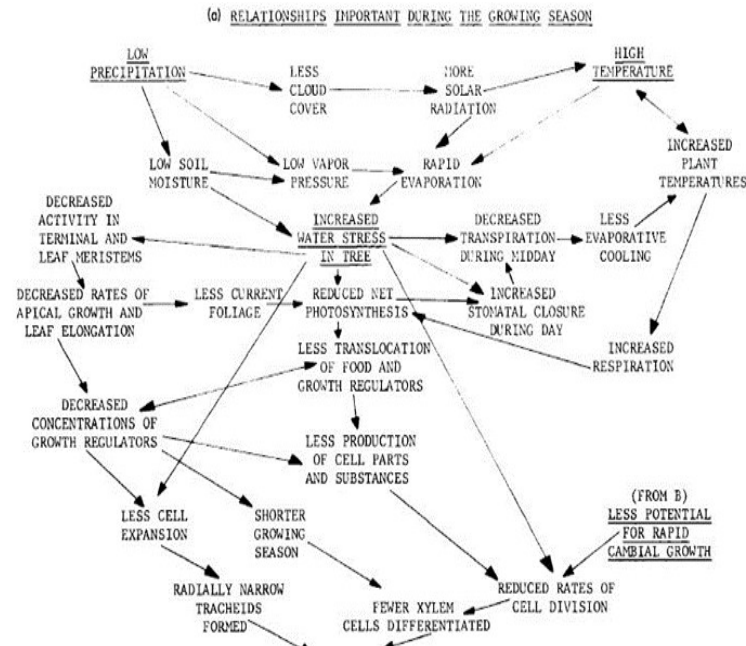 (a) RELATIONSHIPS IMPORTANT DURING THE GROWING SEASON
LOW
PRECIPITATION
LESS
CLOUD
COVER
MORE
SOLAR
RADIATION
HIGH
TEMPERATURE
LOW SOIL
MOISTURE
LOW VAPOR
PRESSURE
RAPID
EVAPORATION
INCREASED
PLANT
TEMPERATURES
DECREASED
ACTIVITY IN
TERMINAL AND
LEAF MERISTEMS
INCREASED
WATER STRESS
IN TREE
DECREASED
TRANSPIRATION
DURING MIDDAY
LESS
EVAPORATIVE
COOLING
DECREASED RATES OF
APICAL GROWTH AND
LEAF ELONGATION
LESS CURRENT
FOLIAGE
REDUCED NET
PHOTOSYNTHESIS
INCREASED
STOMATAL CLOSURE
DURING DAY
INCREASED
RESPIRATION
LESS TRANSLOCATION
OF FOOD AND
GROWTH REGULATORS
DECREASED
CONCENTRATIONS OF
GROWTH REGULATORS
LESS PRODUCTION
OF CELL PARTS
AND SUBSTANCES
LESS CELL
EXPANSION
SHORTER
GROWING
SEASON
(FROM B)
LESS POTENTIAL
FOR RAPID
CAMBIAL GROWTH
RADIALLY NARROW
TRACHEIDS
FORMED
FEWER XYLEM
CELLS DIFFERENTIATED
REDUCED RATES OF
CELL DIVISION